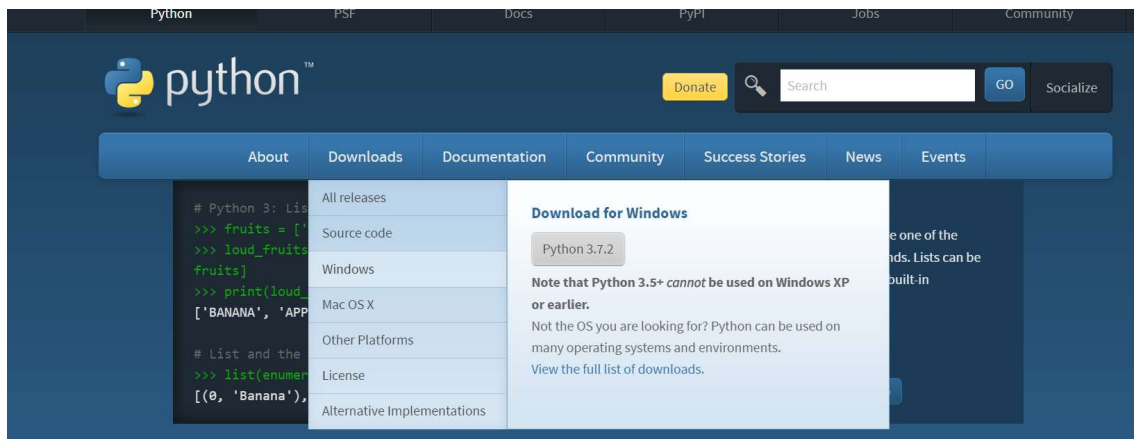 Python PSF Docs PyPI Jobs Community
python™
Donate Search GO Socialize
About Downloads Documentation Community Success Stories News Events
All releases
Source code
Windows
Mac OS X
Other Platforms
License
Alternative Implementations
Download for Windows
Python 3.7.2
Note that Python 3.5+ cannot be used on Windows XP
or earlier.
Not the OS you are looking for? Python can be used on
many operating systems and environments.
View the full list of downloads.
# Python 3: Lis
>>> fruits = ['
>>> loud_fruits
fruits]
>>> print(loud_
['BANANA', 'APP
# List and the
>>> list(enumer
[(0, 'Banana'),
e one of the
nds. Lists can be
built-in